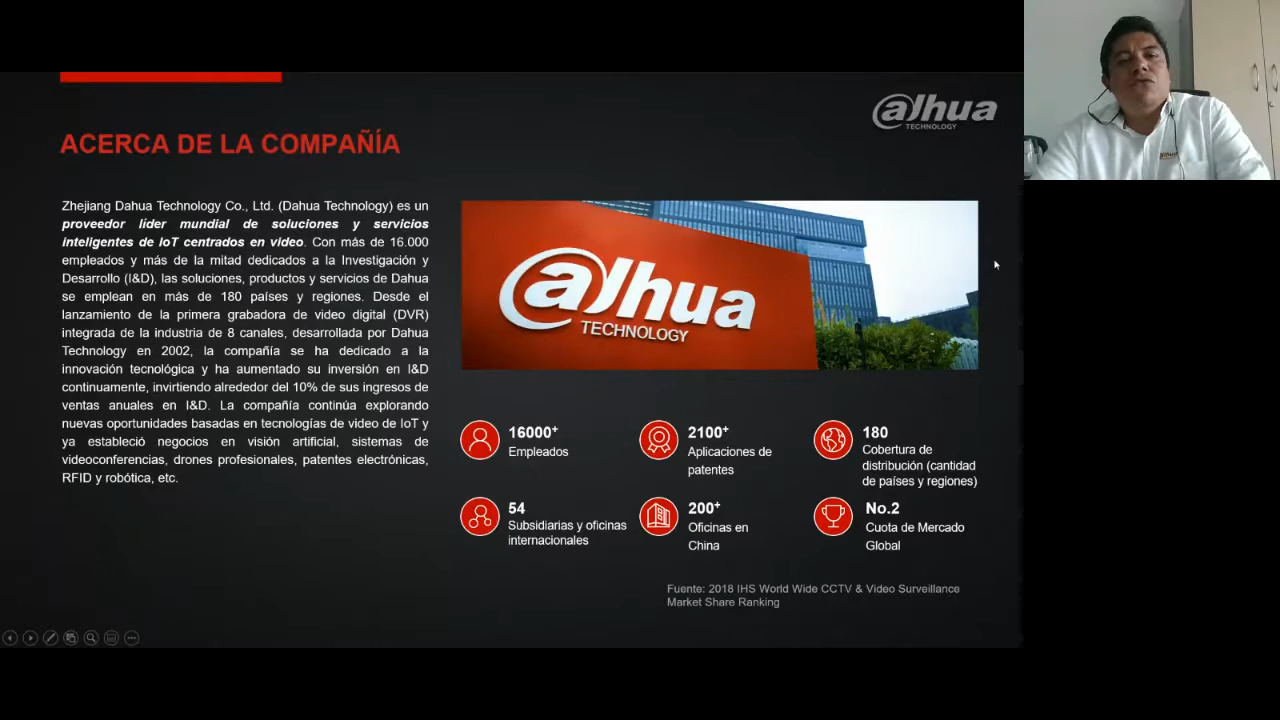 alhua
TECHNOLOGY
ACERCA DE LA COMPAÑÍA
Zhejiang Dahua Technology Co., Ltd. (Dahua Technology) es un
proveedor líder mundial de soluciones y servicios
inteligentes de IoT centrados en video. Con más de 16.000
empleados y más de la mitad dedicados a la Investigación y
Desarrollo (I&D), las soluciones, productos y servicios de Dahua
se emplean en más de 180 países y regiones. Desde el
lanzamiento de la primera grabadora de video digital (DVR)
integrada de la industria de 8 canales, desarrollada por Dahua
Technology en 2002, la compañía se ha dedicado a la
innovación tecnológica y ha aumentado su inversión en I&D
continuamente, invirtiendo alrededor del 10% de sus ingresos de
ventas anuales en I&D. La compañía continúa explorando
nuevas oportunidades basadas en tecnologías de video de IoT y
ya estableció negocios en visión artificial, sistemas de
videoconferencias, drones profesionales, patentes electrónicas,
RFID y robótica, etc.
alhua
TECHNOLOGY
16000+
Empleados
2100+
Aplicaciones de
patentes
180
Cobertura de
distribución (cantidad
de países y regiones)
54
Subsidiarias y oficinas
internacionales
200+
Oficinas en
China
No.2
Cuota de Mercado
Global
Fuente: 2018 IHS World Wide CCTV & Video Surveillance
Market Share Ranking